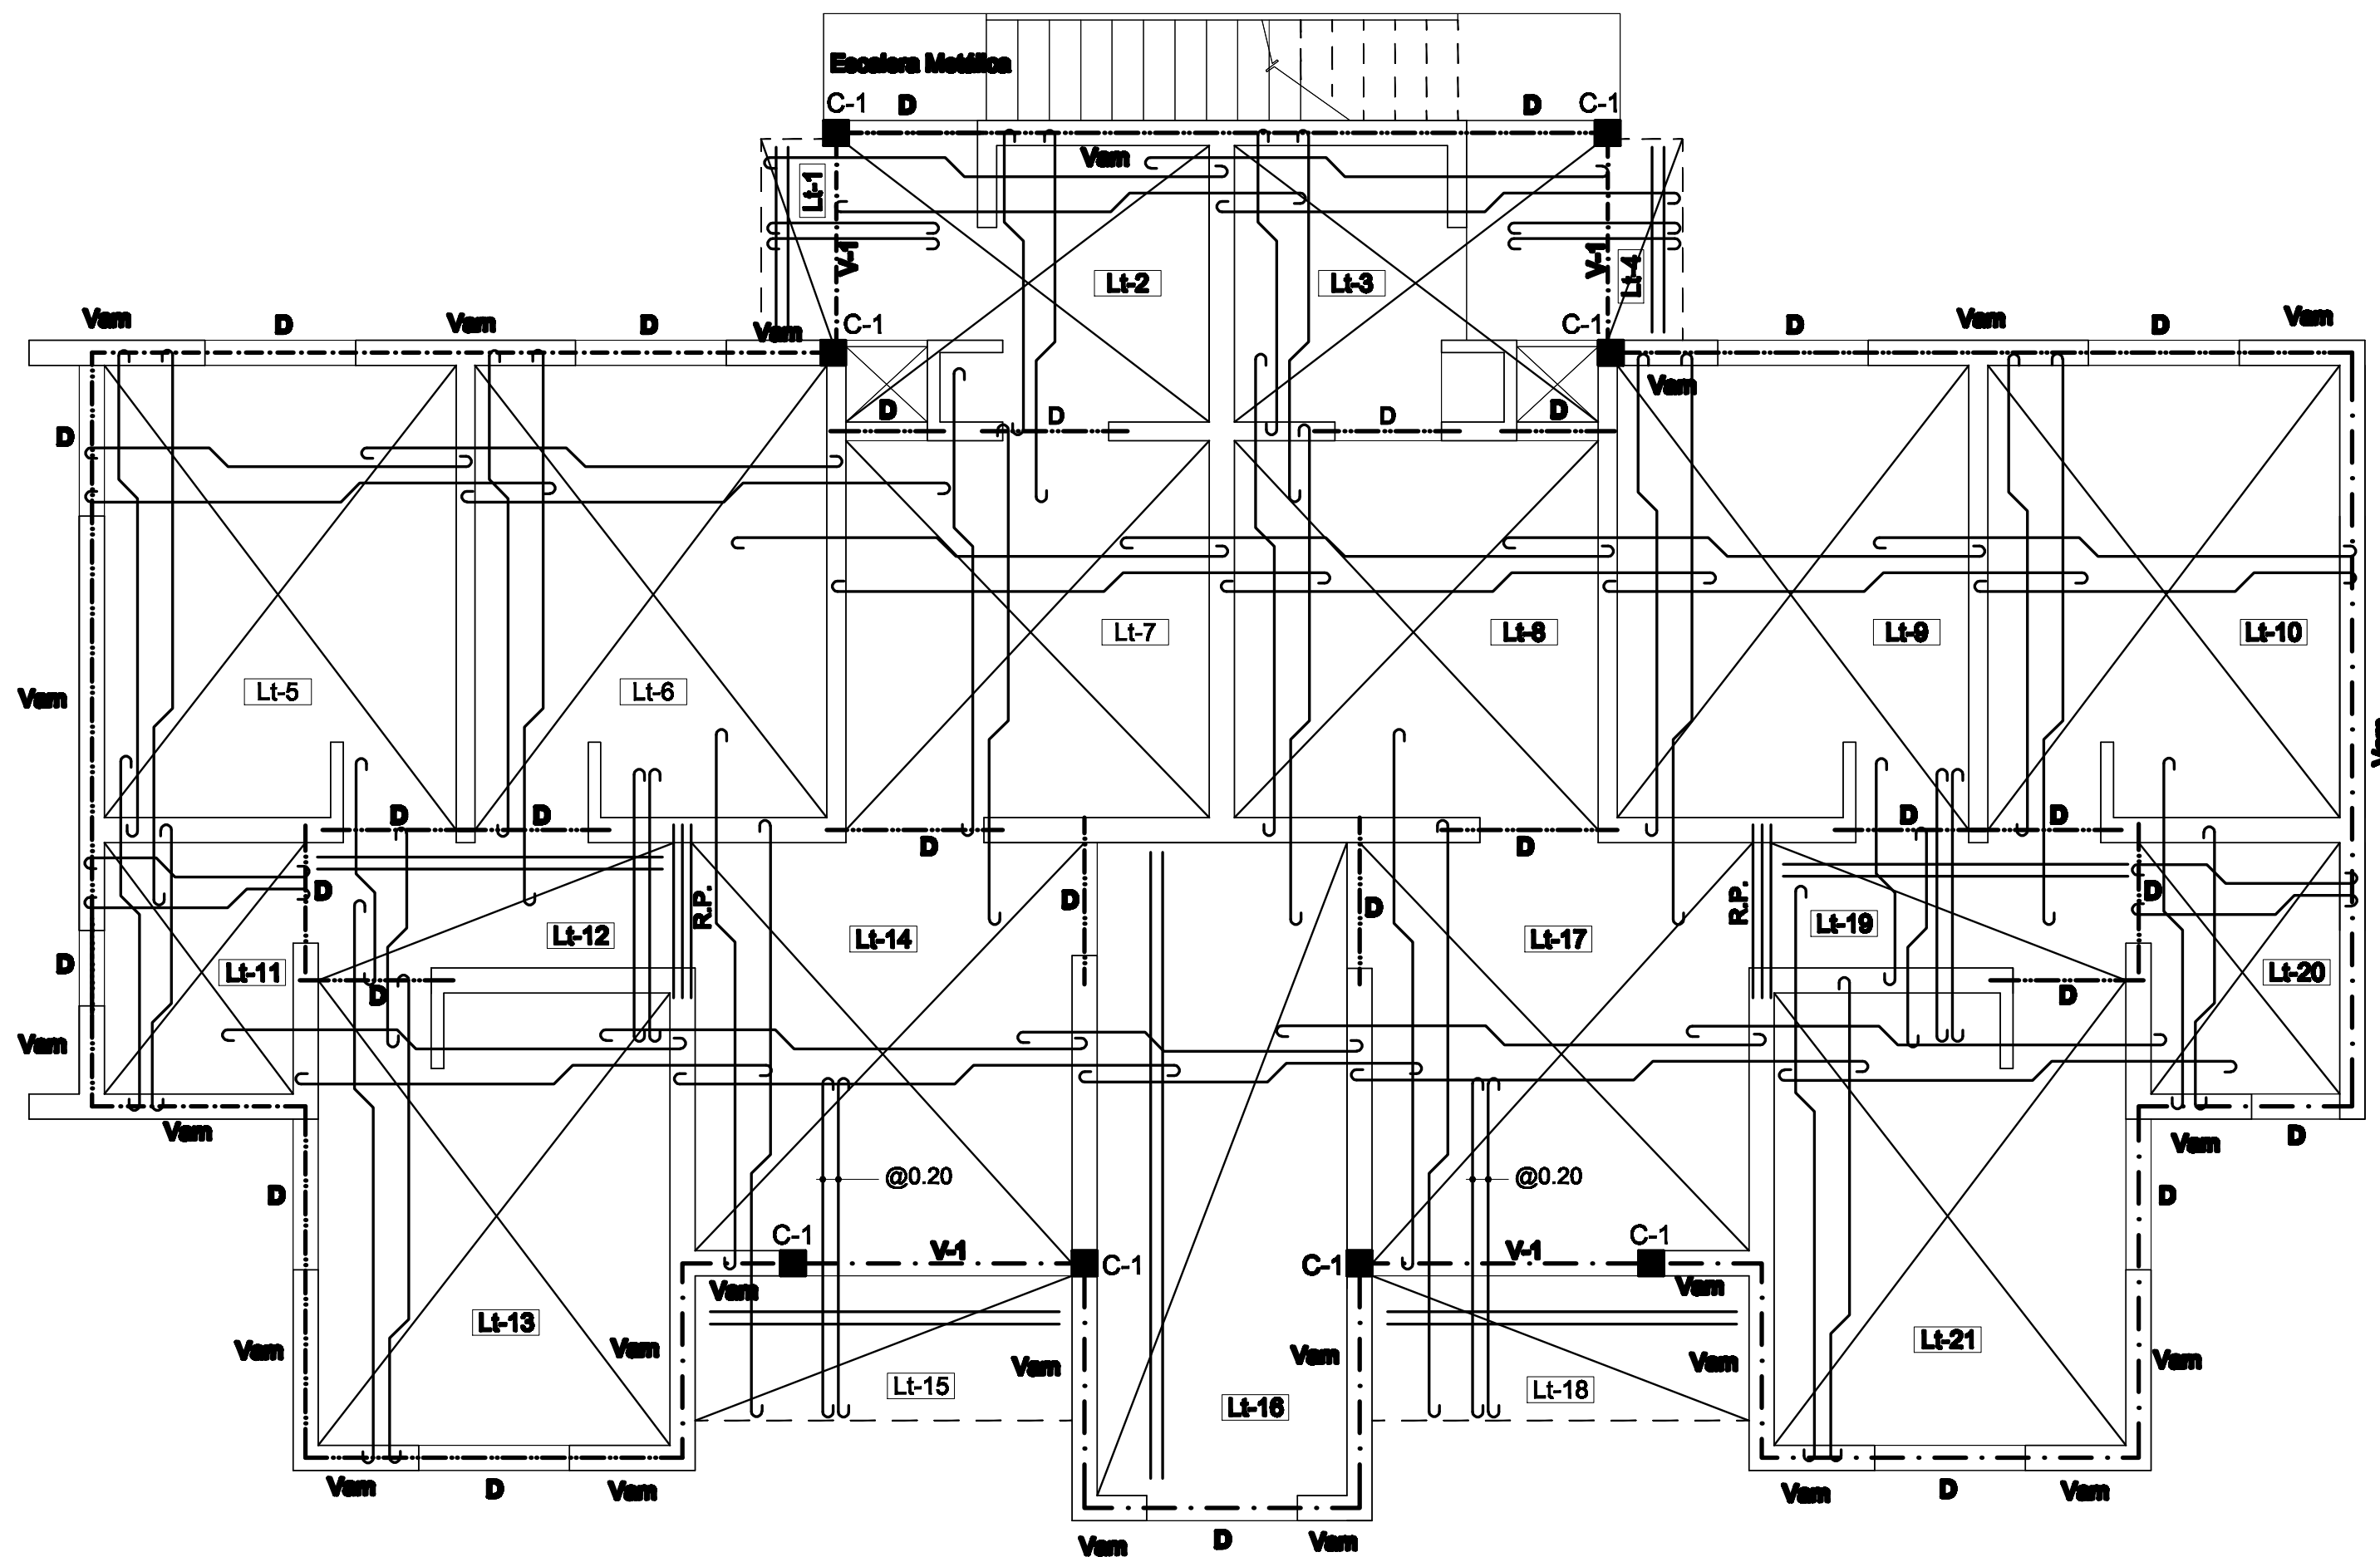 Escalera Metálica
C-1
D
D
C-1
Vam
Lt-1
V-1
Lt-2
Lt-3
V-1
Lt-4
Vam
D
Vam
D
Vam
C-1
C-1
D
Vam
D
Vam
Vam
D
D
D
D
D
Lt-5
Lt-6
Lt-7
Lt-8
Lt-9
Lt-10
Vam
Vam
D
D
D
D
D
D
D
D
D
D
R.P.
R.P.
Lt-11
Lt-12
Lt-14
Lt-17
Lt-19
Lt-20
D
D
D
Vam
Vam
Vam
D
D
@0.20
@0.20
D
D
C-1
V-1
C-1
C-1
V-1
C-1
Vam
Vam
Vam
Lt-13
Vam
Vam
Vam
Vam
Lt-21
Vam
Lt-15
Lt-16
Lt-18
Vam
D
Vam
Vam
D
Vam
Vam
D
Vam